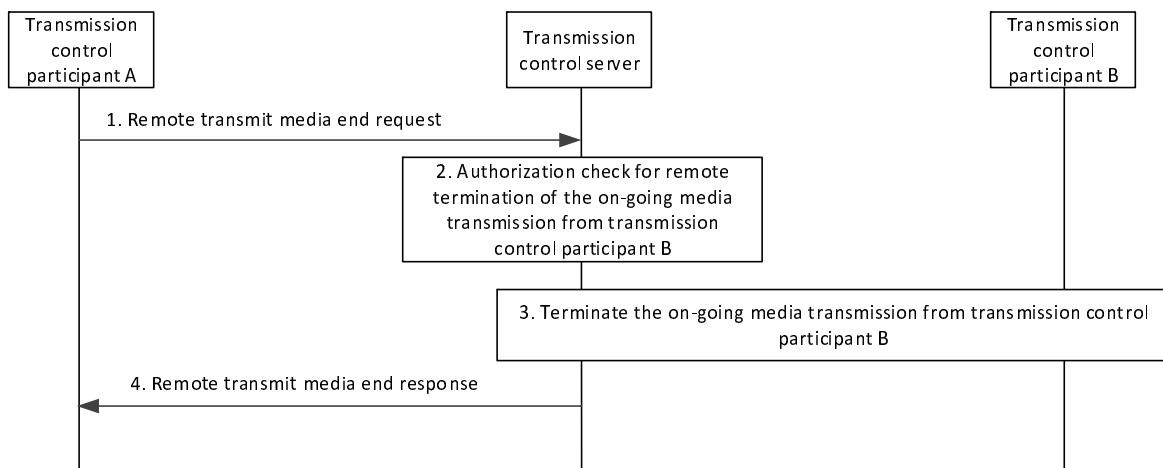 Transmission
control
participant A
Transmission
control server
Transmission
control
participant B
1. Remote transmit media end request
2. Authorization check for remote
termination of the on-going media
transmission from transmission
control participant B
3. Terminate the on-going media transmission from transmission control
participant B
4. Remote transmit media end response